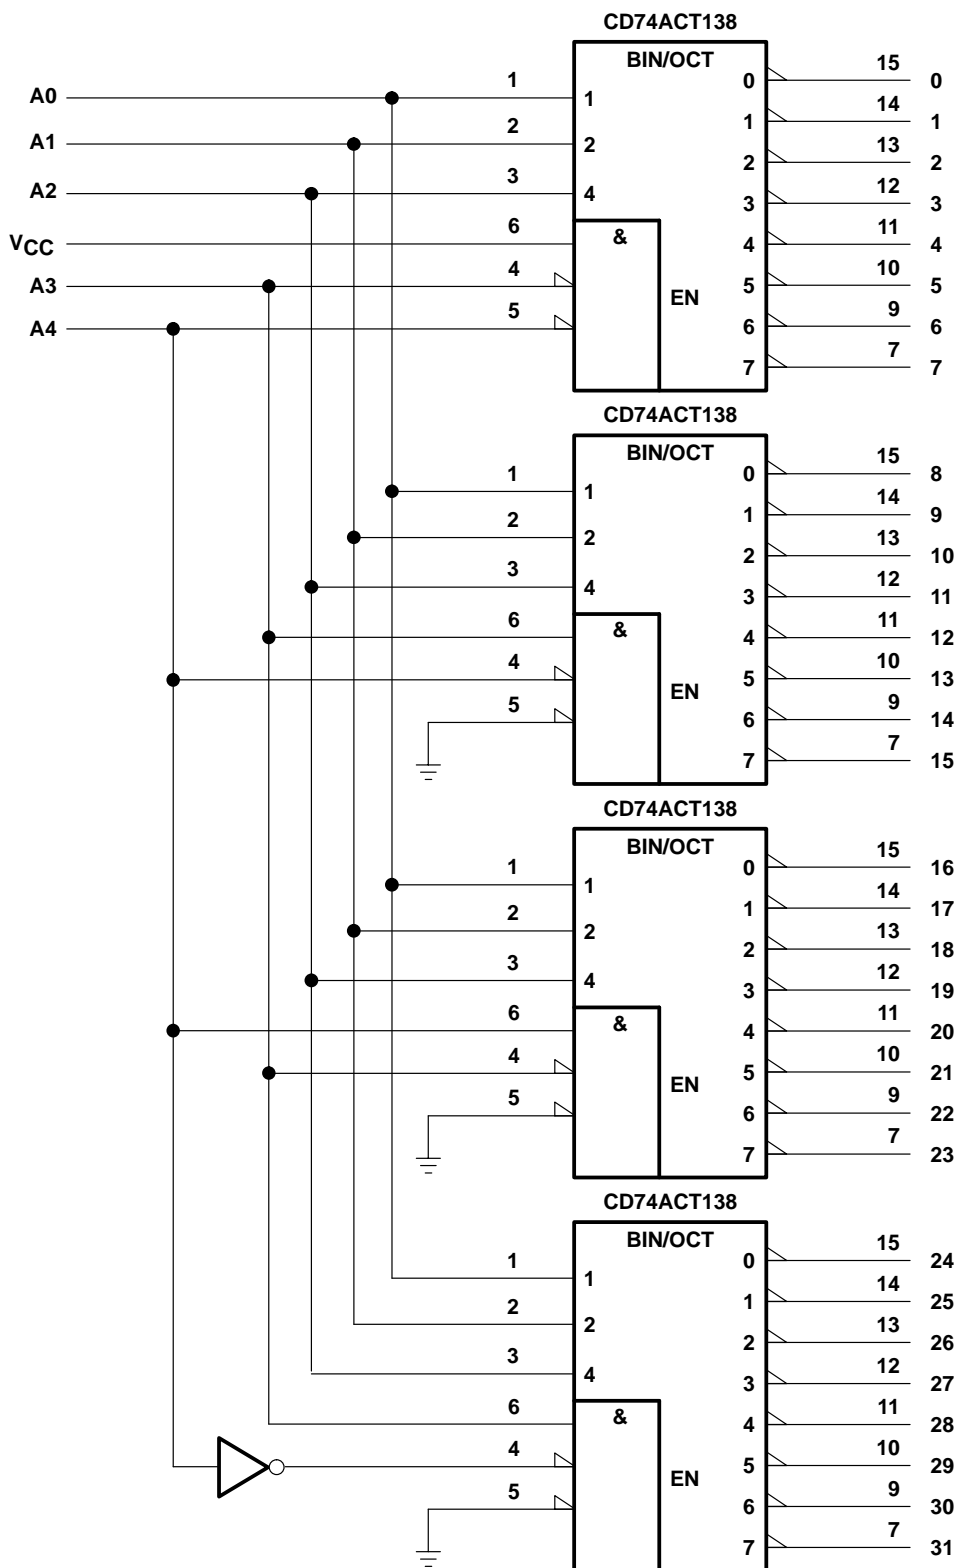 CD74ACT138
BIN/OCT
A0 1 1 0 15 0
1 14 1
A1 2 2 2 13 2
A2 3 4 3 12 3
VCC 6 & 4 11 4
A3 4 EN 5 10 5
A4 5 6 9 6
7 7 7
CD74ACT138
BIN/OCT
1 1 0 15 8
1 14 9
2 2 2 13 10
3 4 3 12 11
6 & 4 11 12
4 EN 5 10 13
5 6 9 14
7 7 15
CD74ACT138
BIN/OCT
1 1 0 15 16
1 14 17
2 2 2 13 18
3 4 3 12 19
6 & 4 11 20
4 EN 5 10 21
5 6 9 22
7 7 23
CD74ACT138
BIN/OCT
1 1 0 15 24
1 14 25
2 2 2 13 26
3 4 3 12 27
6 & 4 11 28
4 EN 5 10 29
5 6 9 30
7 7 31